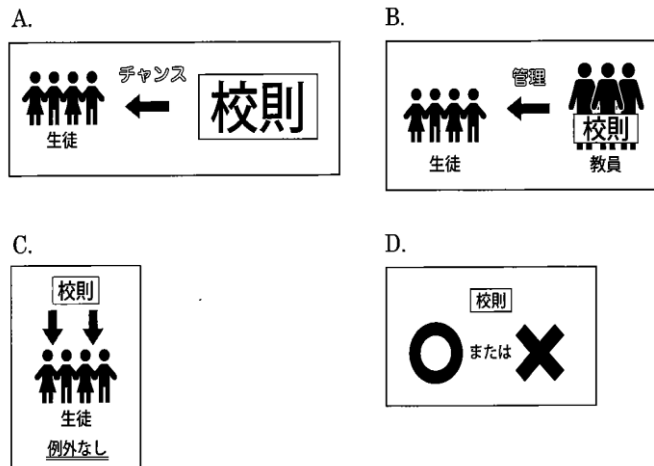 A.
チャンス
校則
生徒
B.
管理
校則
生徒
教員
C.
校則
生徒
例外なし
D.
校則
または